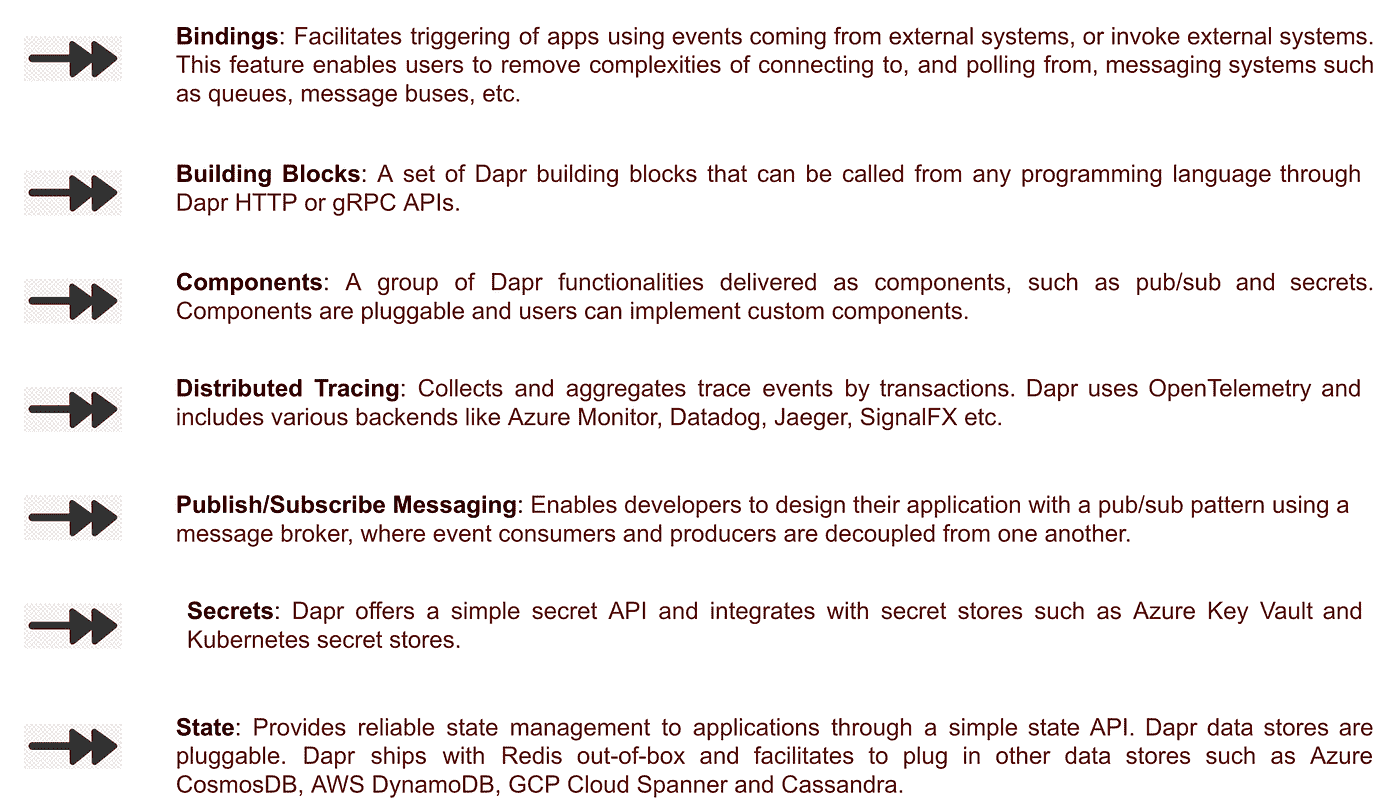 Bindings: Facilitates triggering of apps using events coming from external systems, or invoke external systems.
This feature enables users to remove complexities of connecting to, and polling from, messaging systems such
as queues, message buses, etc.
Building Blocks: A set of Dapr building blocks that can be called from any programming language through
Dapr HTTP or gRPC APIs.
Components: A group of Dapr functionalities delivered as components, such as pub/sub and secrets.
Components are pluggable and users can implement custom components.
Distributed Tracing: Collects and aggregates trace events by transactions. Dapr uses OpenTelemetry and
includes various backends like Azure Monitor, Datadog, Jaeger, SignalFX etc.
Publish/Subscribe Messaging: Enables developers to design their application with a pub/sub pattern using a
message broker, where event consumers and producers are decoupled from one another.
Secrets: Dapr offers a simple secret API and integrates with secret stores such as Azure Key Vault and
Kubernetes secret stores.
State: Provides reliable state management to applications through a simple state API. Dapr data stores are
pluggable. Dapr ships with Redis out-of-box and facilitates to plug in other data stores such as Azure
CosmosDB, AWS DynamoDB, GCP Cloud Spanner and Cassandra.